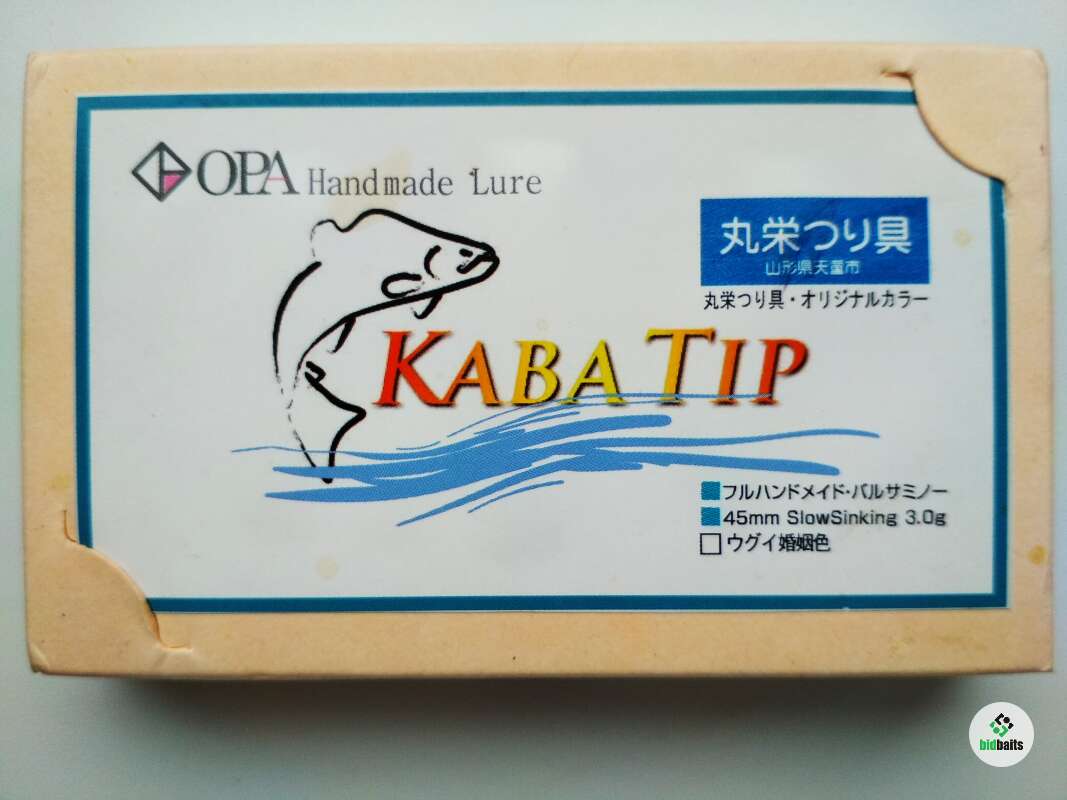 OPA Handmade Lure
丸栄つり具
山形県天童市
丸栄つり具・オリジナルカラー
KABA TIP
フルハンドメイド・バルサミノー
45mm SlowSinking 3.0g
ウグイ婚姻色
bidbaits